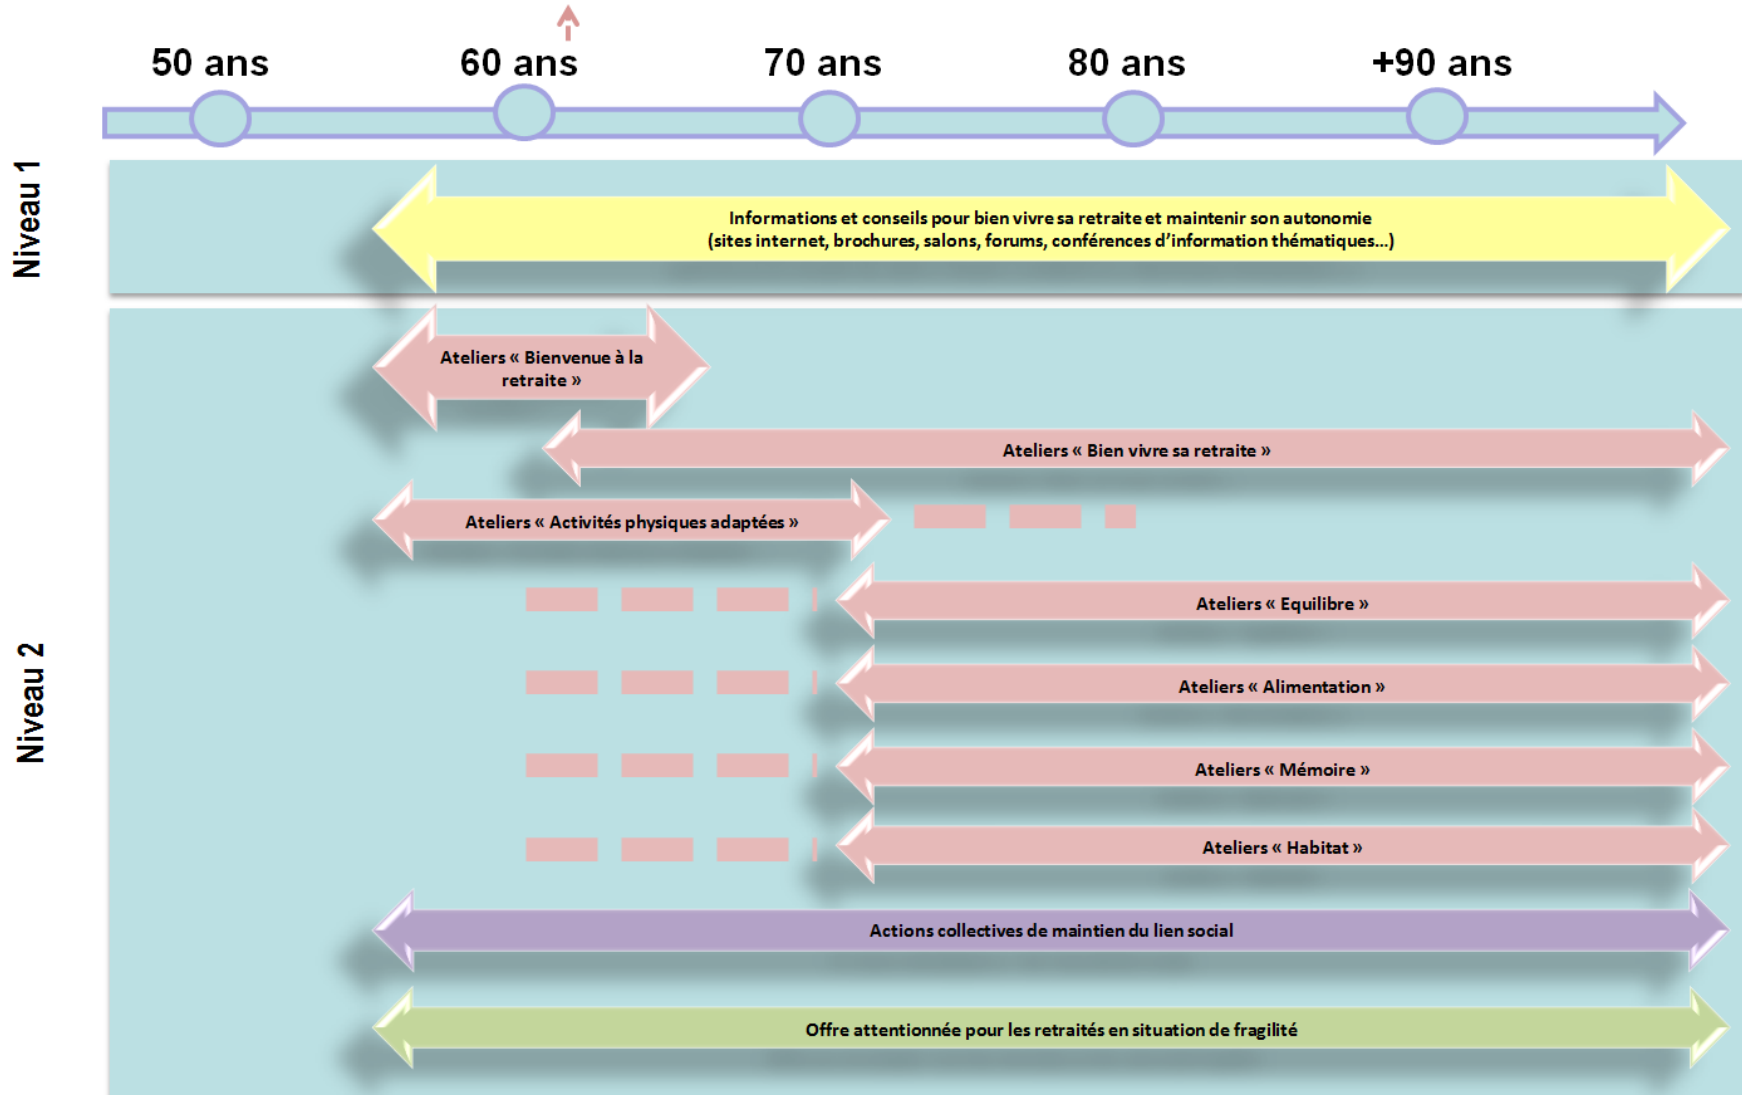 50 ans
60 ans
70 ans
80 ans
+90 ans
Niveau 1
Informations et conseils pour bien vivre sa retraite et maintenir son autonomie
(sites internet, brochures, salons, forums, conférences d'information thématiques...)
Niveau 2
Ateliers « Bienvenue à la
retraite »
Ateliers « Bien vivre sa retraite »
Ateliers « Activités physiques adaptées »
Ateliers « Equilibre »
Ateliers « Alimentation »
Ateliers « Mémoire »
Ateliers « Habitat »
Actions collectives de maintien du lien social
Offre attentionnée pour les retraités en situation de fragilité